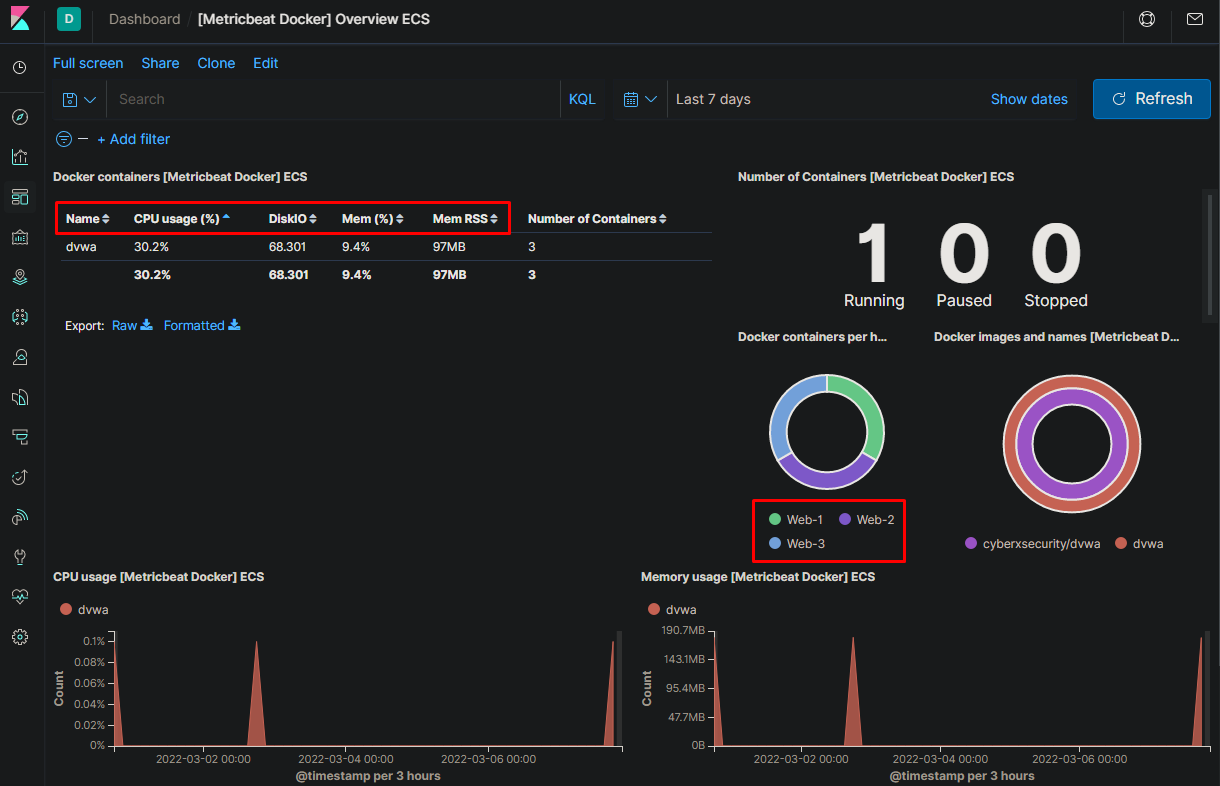 D Dashboard / [Metricbeat Docker] Overview ECS
Full screen Share Clone Edit
Search KQL Last 7 days Show dates Refresh
+ Add filter
Docker containers [Metricbeat Docker] ECS
Name CPU usage (%) DiskIO Mem (%) Mem RSS Number of Containers
dvwa 30.2% 68.301 9.4% 97MB 3
30.2% 68.301 9.4% 97MB 3
Export: Raw Formatted
Number of Containers [Metricbeat Docker] ECS
1 0 0
Running Paused Stopped
Docker containers per h...
Web-1 Web-2
Web-3
Docker images and names [Metricbeat D...
cyberxsecurity/dvwa dvwa
CPU usage [Metricbeat Docker] ECS
dvwa
0.1%
0.08%
0.06%
0.04%
0.02%
0%
Count
2022-03-02 00:00 2022-03-04 00:00 2022-03-06 00:00
@timestamp per 3 hours
Memory usage [Metricbeat Docker] ECS
dvwa
190.7MB
143.1MB
95.4MB
47.7MB
0B
Count
2022-03-02 00:00 2022-03-04 00:00 2022-03-06 00:00
@timestamp per 3 hours